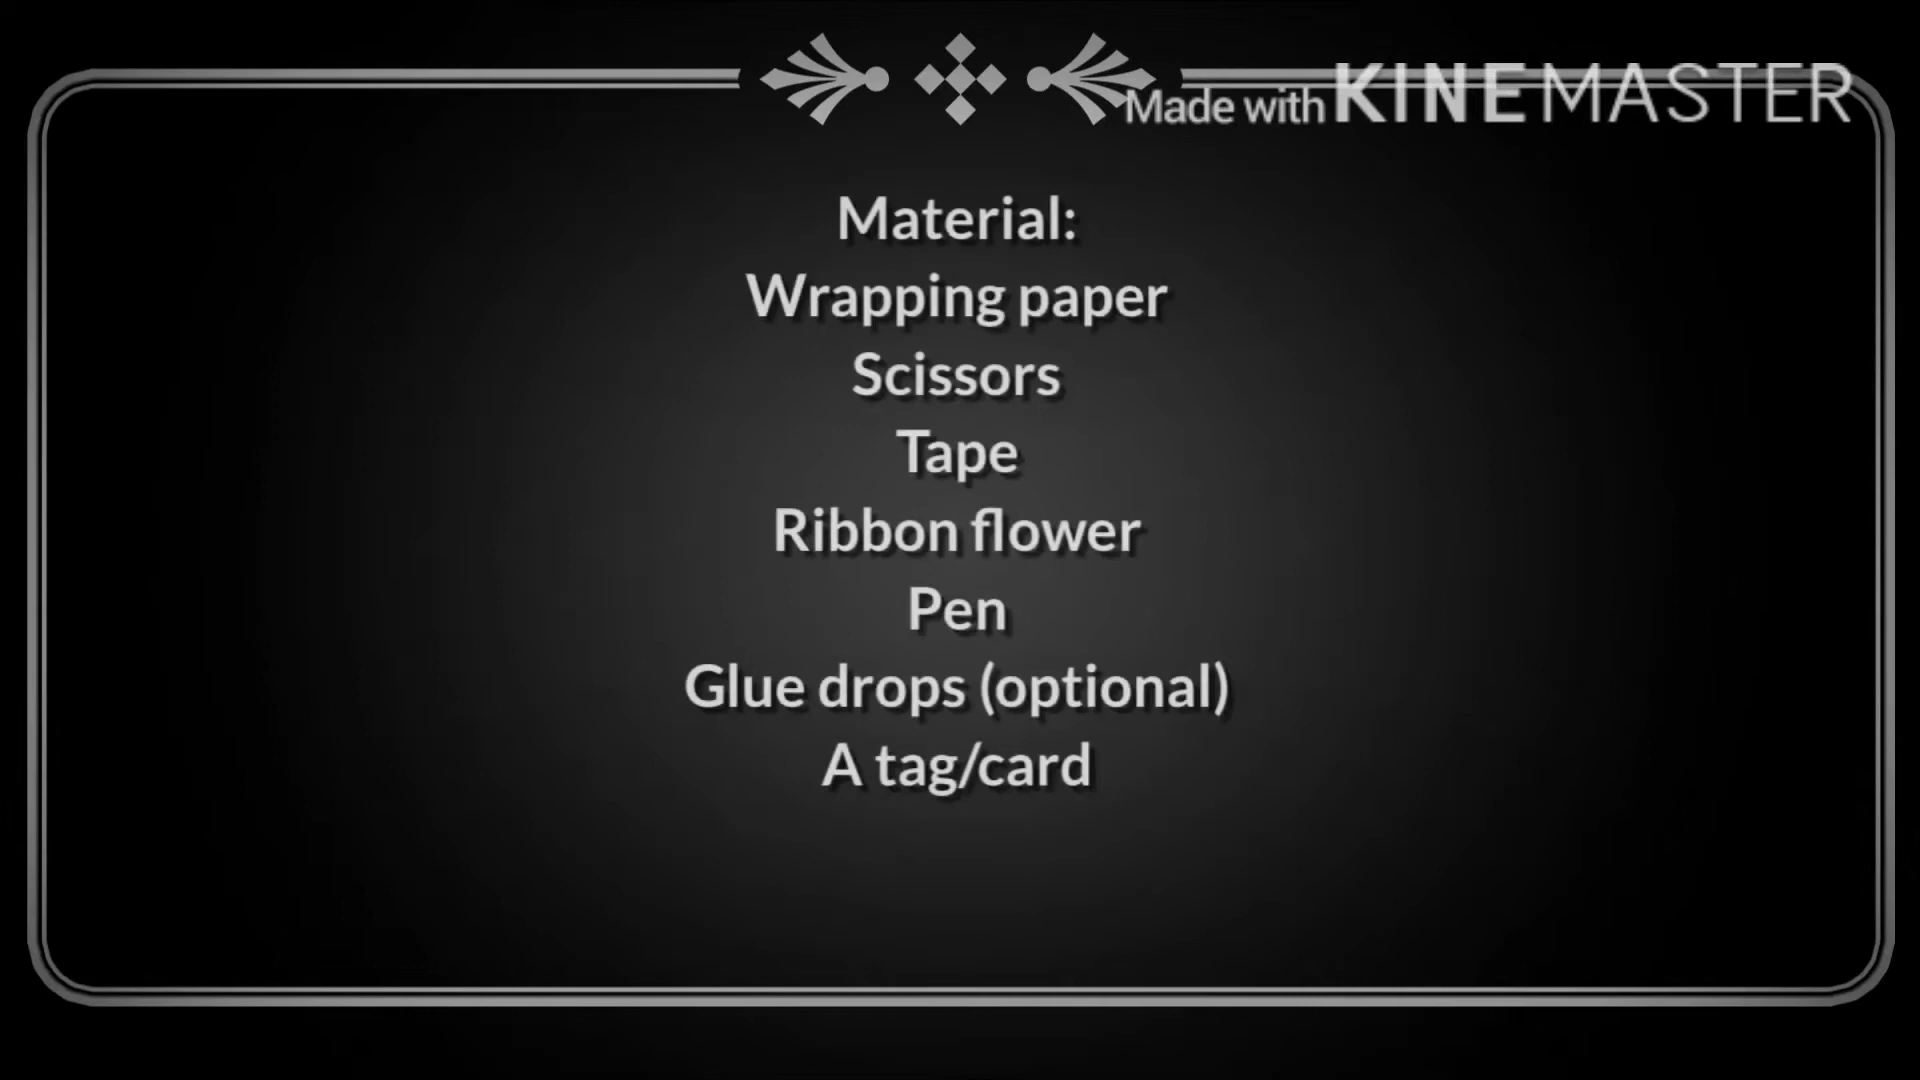 Made with KINEMASTER
Material:
Wrapping paper
Scissors
Tape
Ribbon flower
Pen
Glue drops (optional)
A tag/card